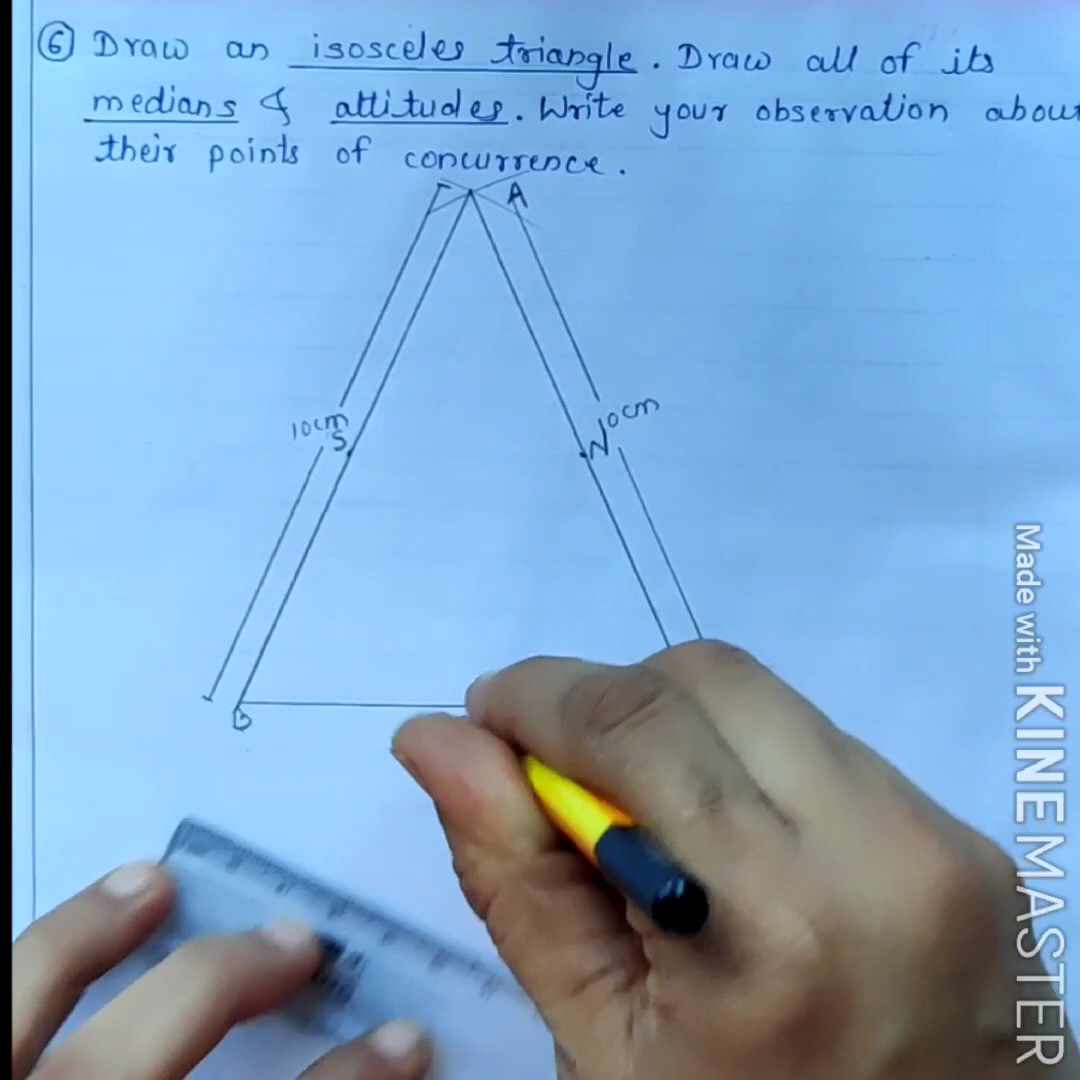 6 Draw an isosceles triangle. Draw all of its
medians & attitudes. Write your observation about
their points of concurrence.
A
10cm
10cm
S
N
B
Made with KINEMASTER